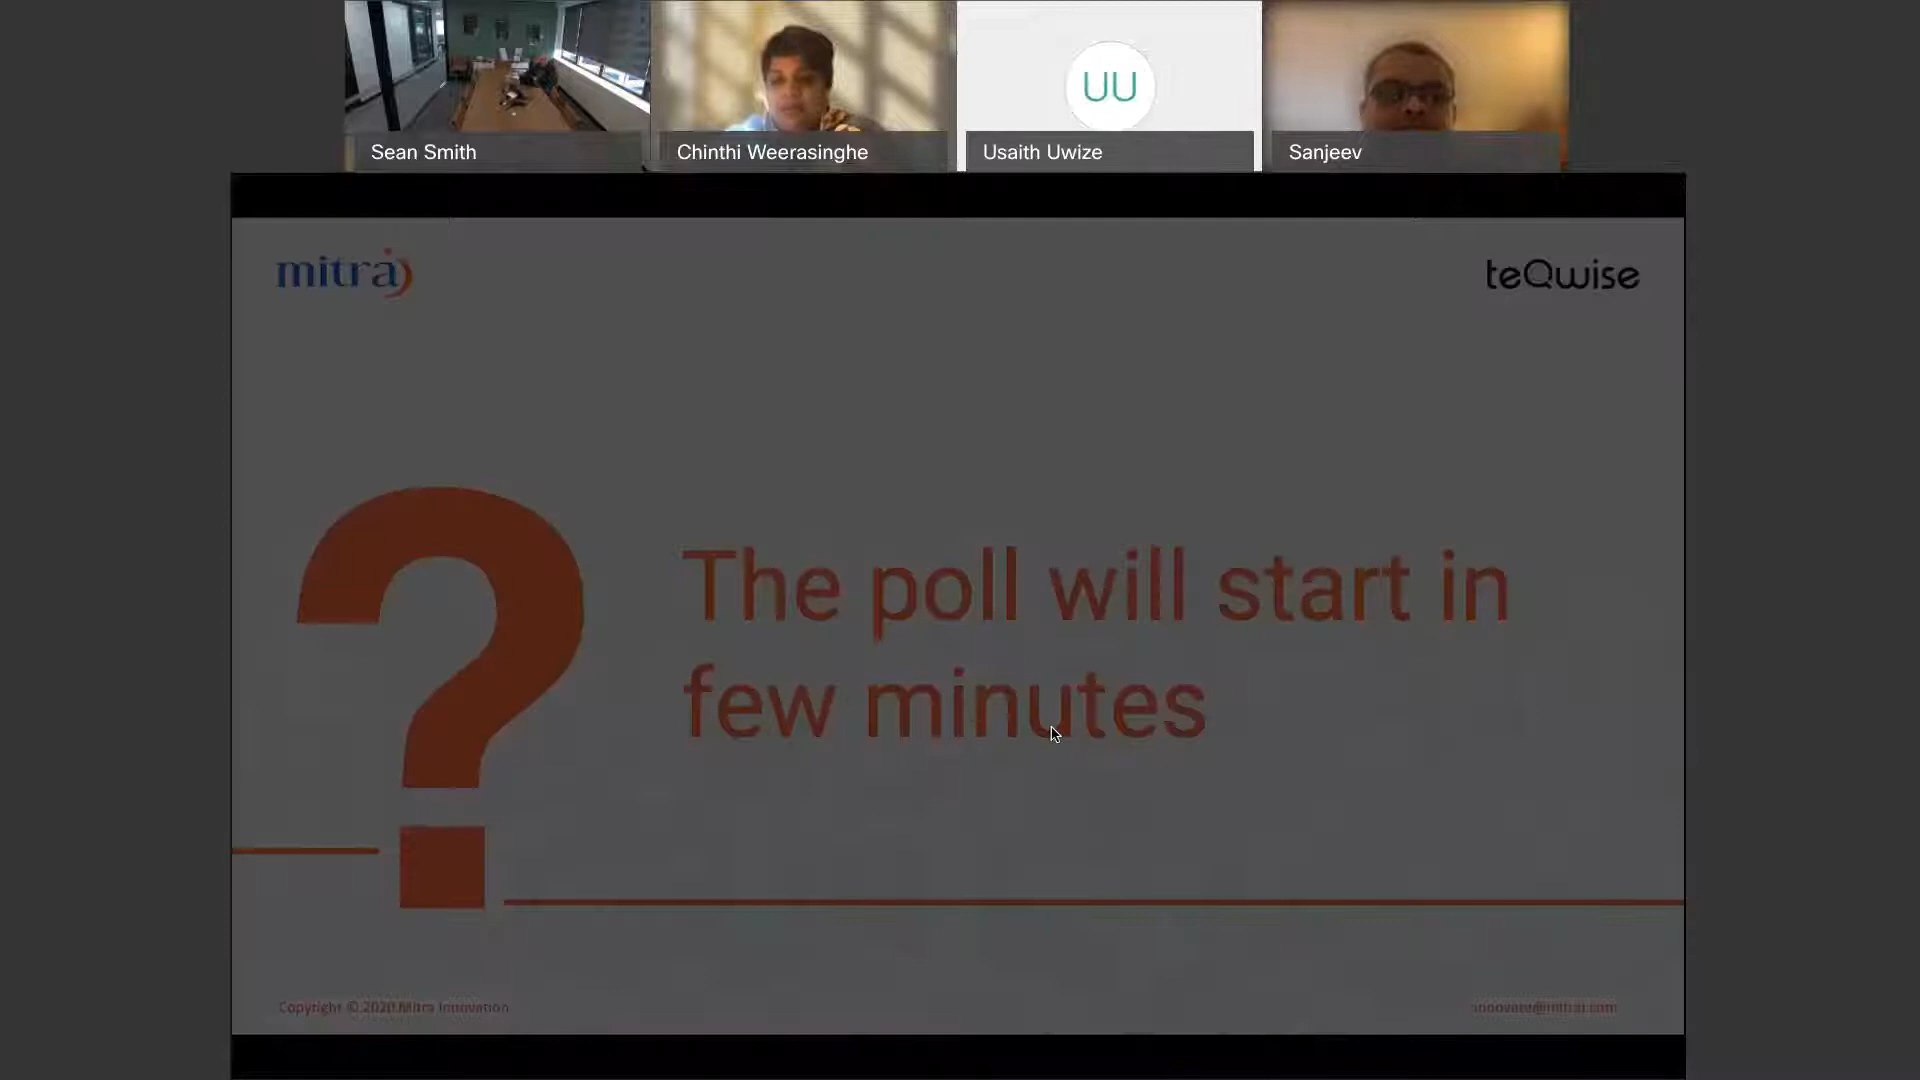 Sean Smith
Chinthi Weerasinghe
UU
Usaith Uwize
Sanjeev
mitra
teQwise
?
The poll will start in
few minutes
Copyright © 2020 Mitra Innovation